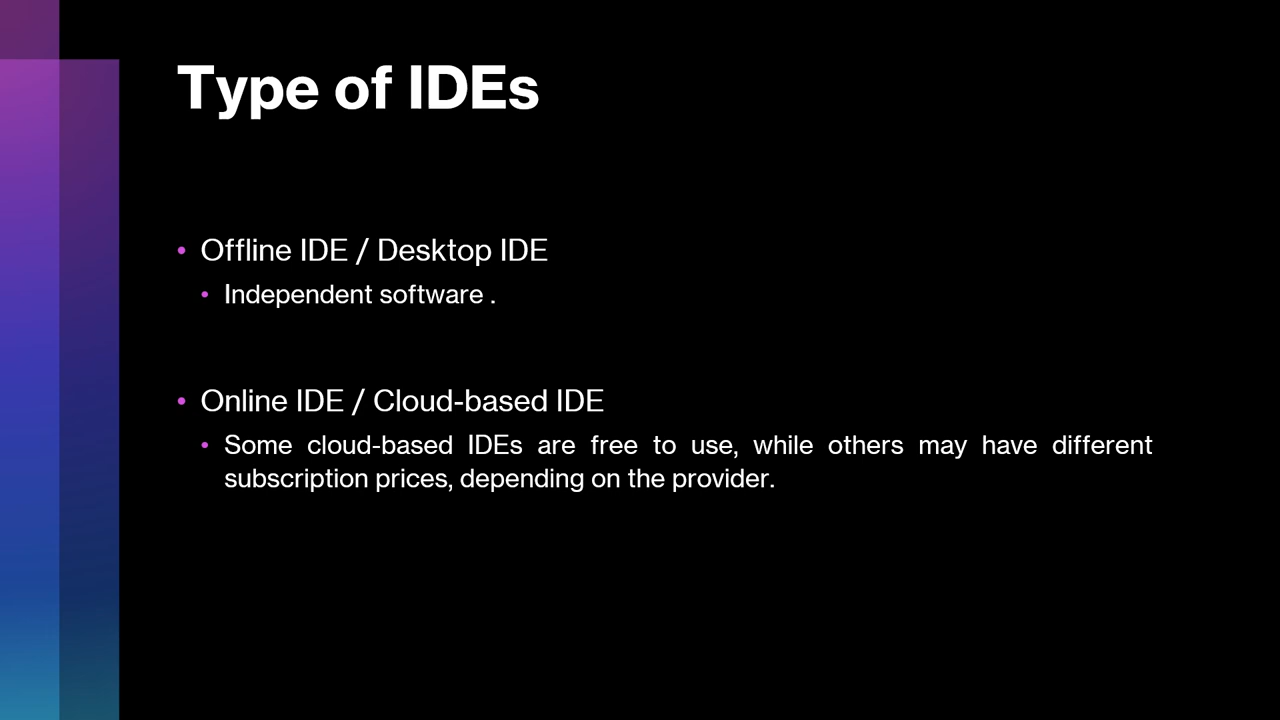 Type of IDEs
• Offline IDE / Desktop IDE
• Independent software .
• Online IDE / Cloud-based IDE
• Some cloud-based IDEs are free to use, while others may have different
subscription prices, depending on the provider.